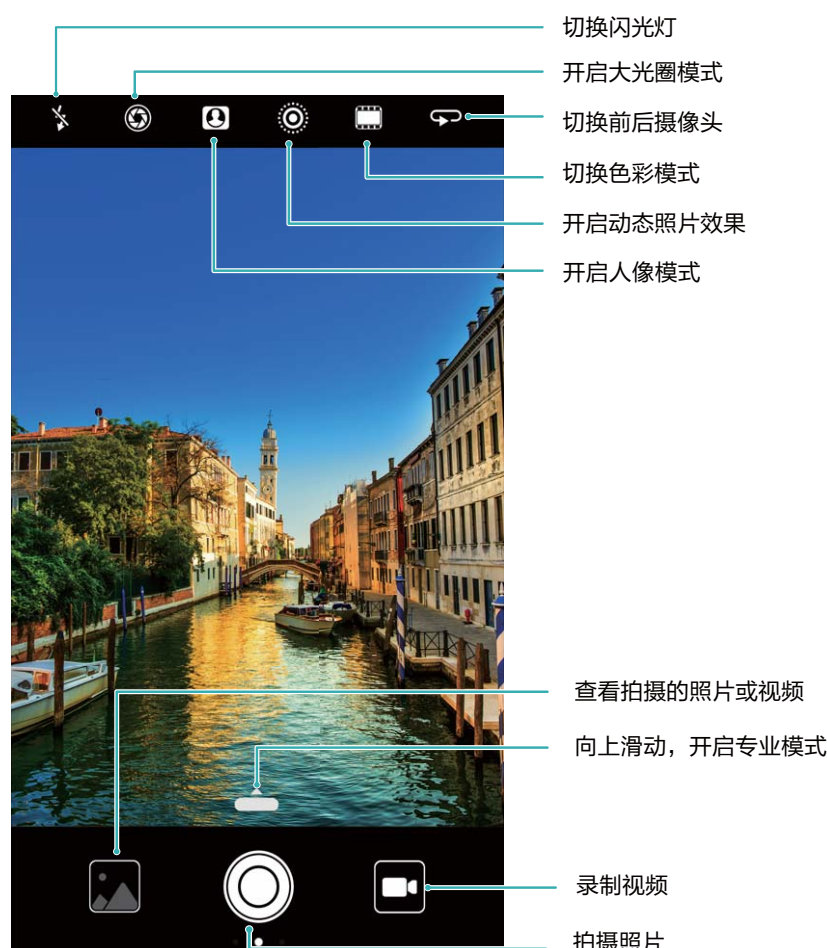 切换闪光灯
开启大光圈模式
切换前后摄像头
切换色彩模式
开启动态照片效果
开启人像模式
查看拍摄的照片或视频
向上滑动，开启专业模式
录制视频
拍摄照片